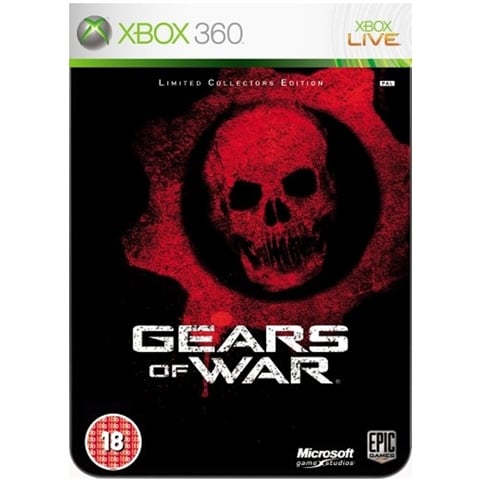 XBOX 360
XBOX
LIVE
LIMITED COLLECTORS EDITION
PAL
GEARS
OF WAR
18
Microsoft
game studios
EPIC
GAMES